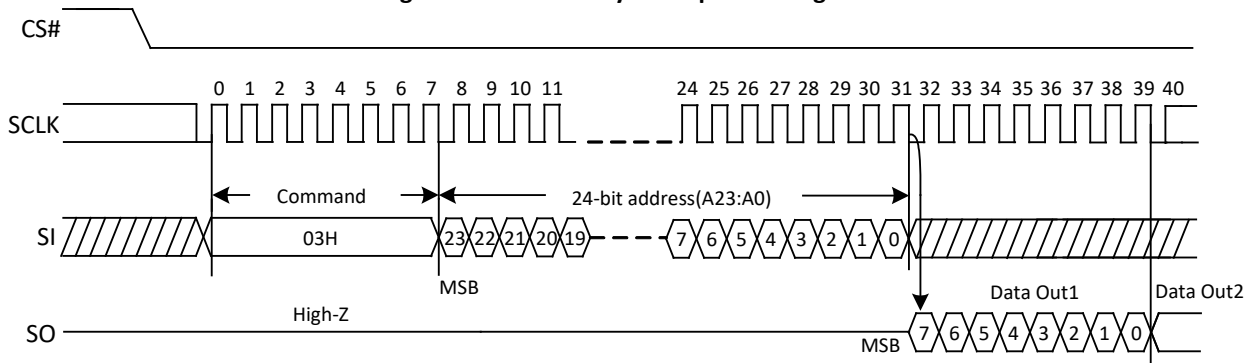 CS#
0 1 2 3 4 5 6 7 8 9 10 11 24 25 26 27 28 29 30 31 32 33 34 35 36 37 38 39 40
SCLK
Command 24-bit address(A23:A0)
SI 03H 23 22 21 20 19 7 6 5 4 3 2 1 0
MSB Data Out1 Data Out2
High-Z
SO MSB 7 6 5 4 3 2 1 0